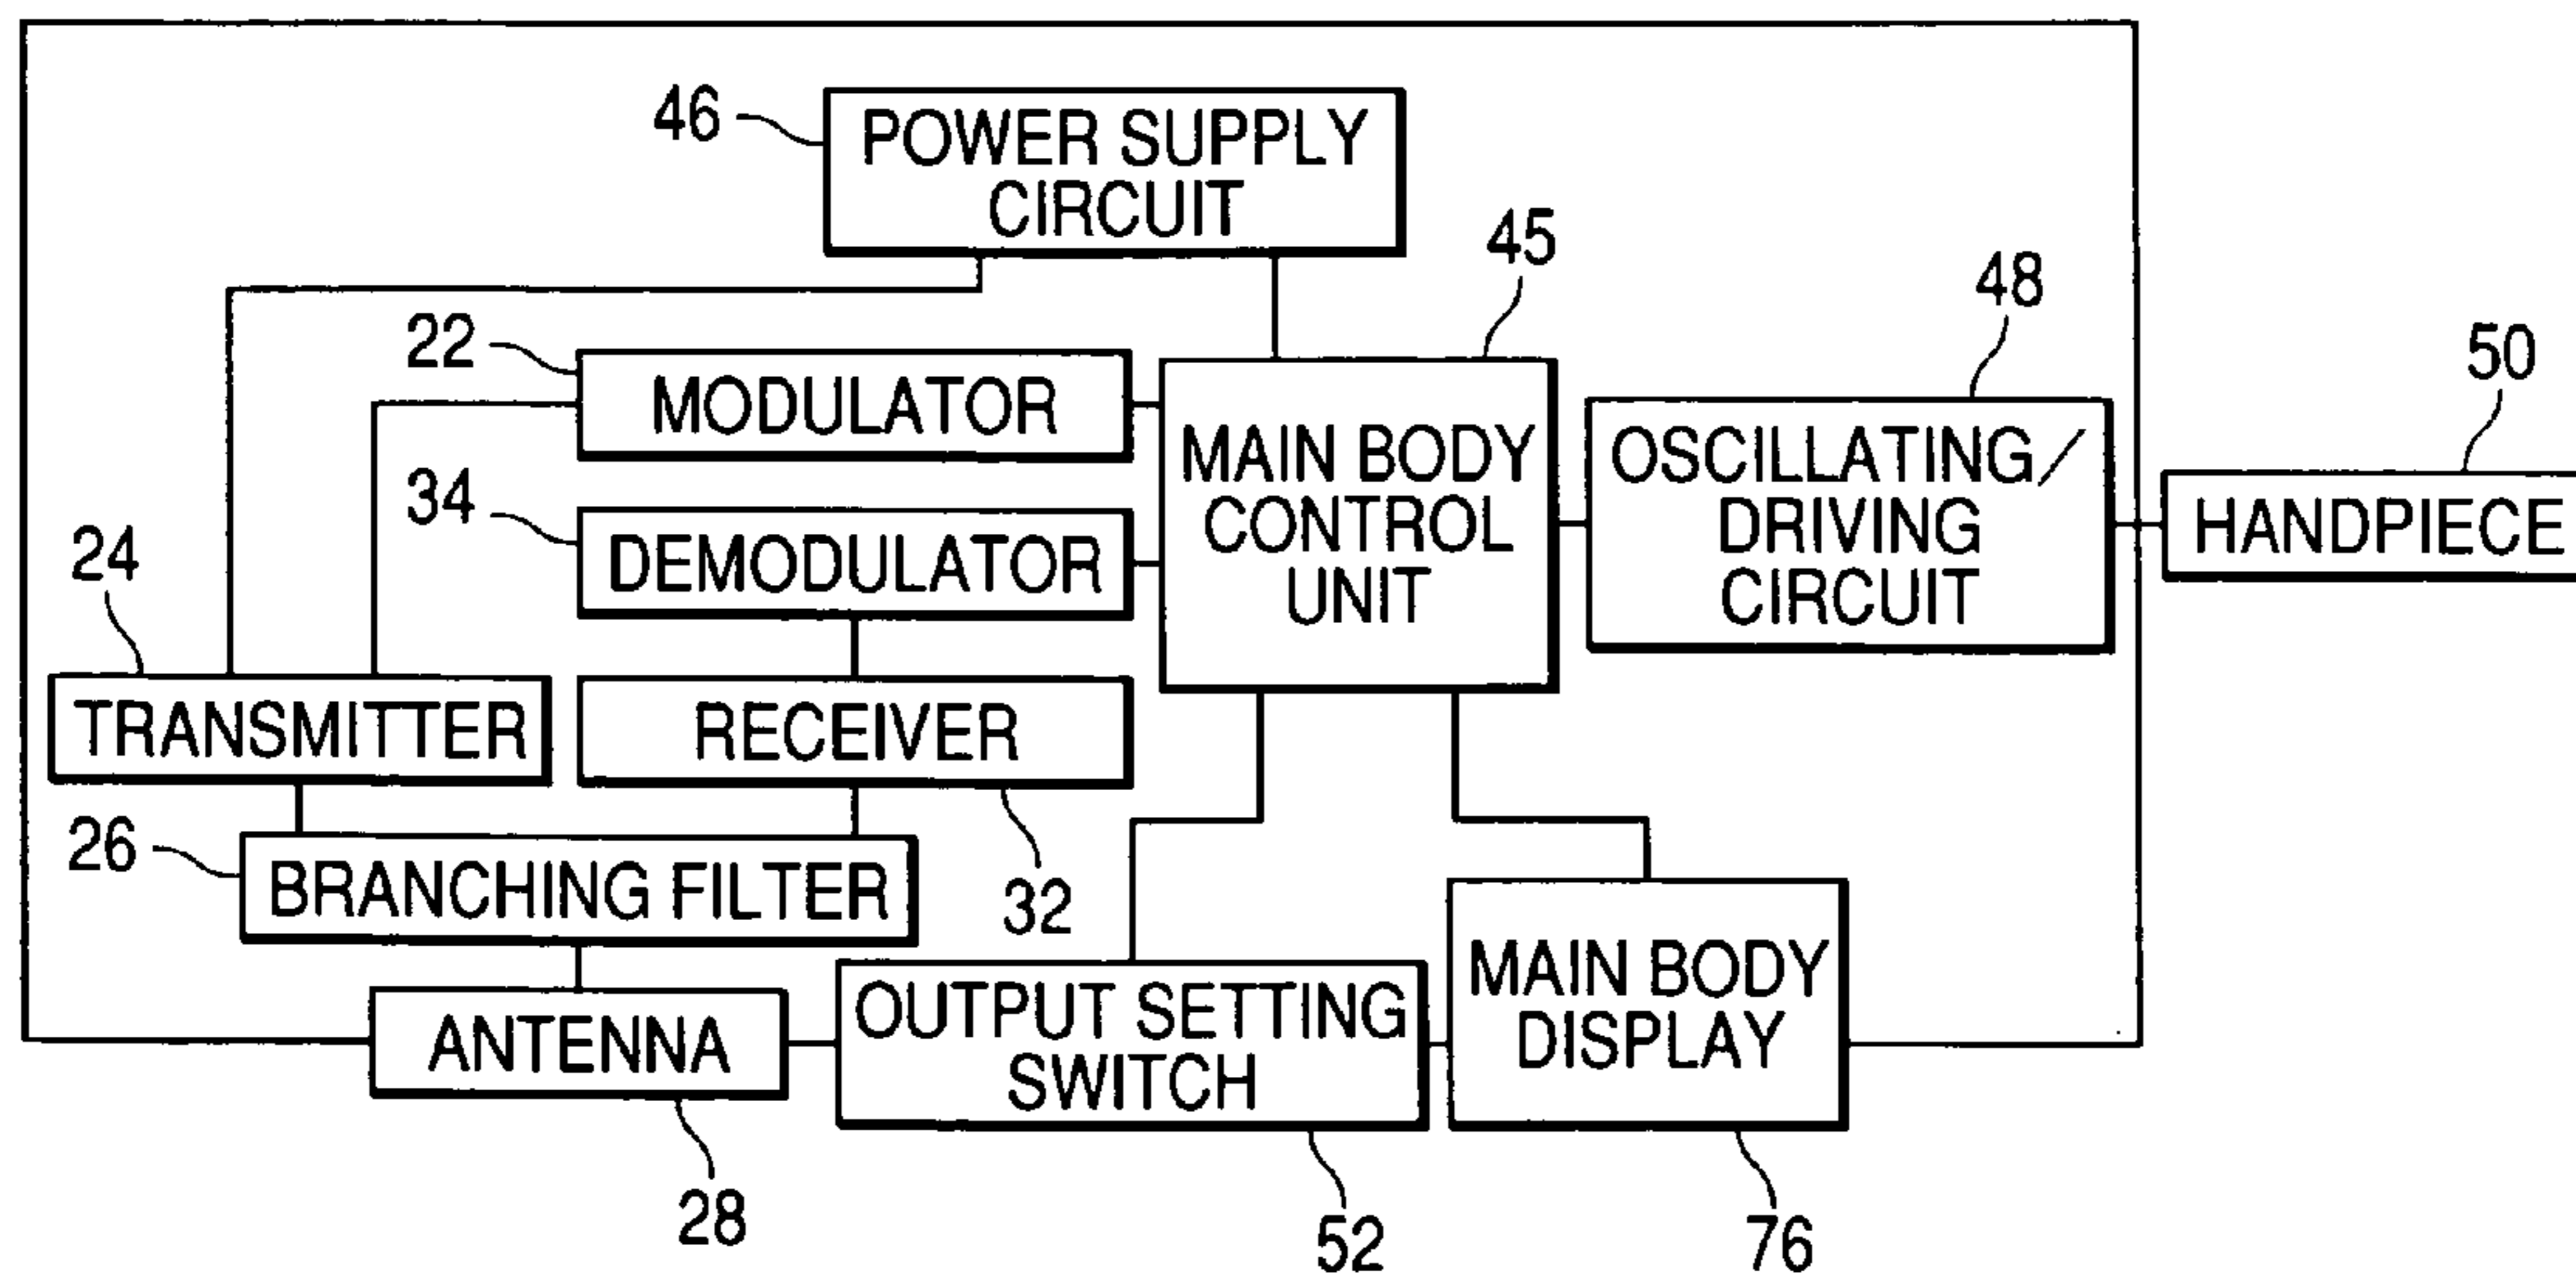 46
POWER SUPPLY
CIRCUIT
45
48
50
22
MODULATOR
34
DEMODULATOR
24
MAIN BODY
CONTROL
UNIT
OSCILLATING/
DRIVING
CIRCUIT
HANDPIECE
TRANSMITTER
RECEIVER
26
BRANCHING FILTER
32
ANTENNA
OUTPUT SETTING
SWITCH
MAIN BODY
DISPLAY
28
52
76